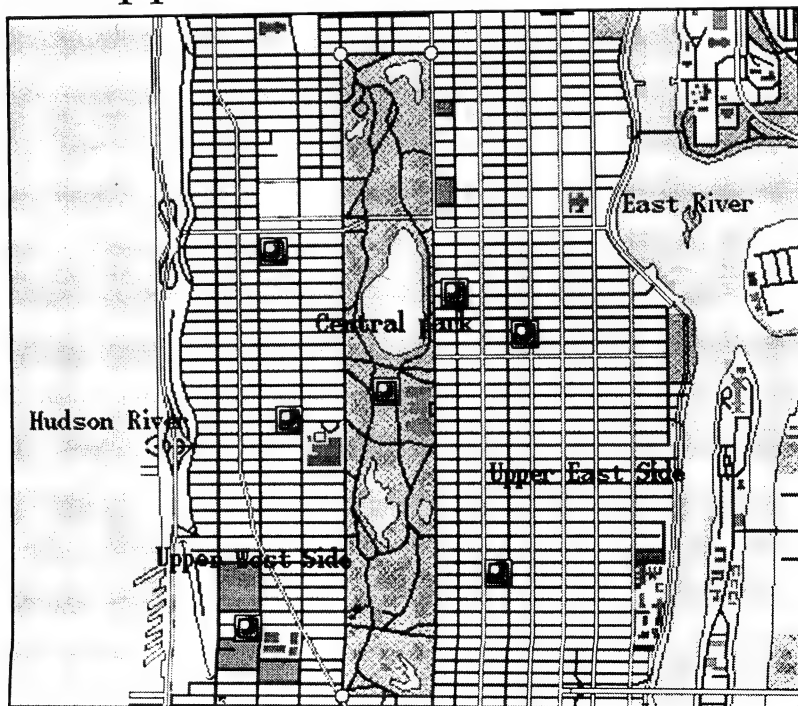 East River
Central park
Hudson River
Upper East Side
Upper West Side